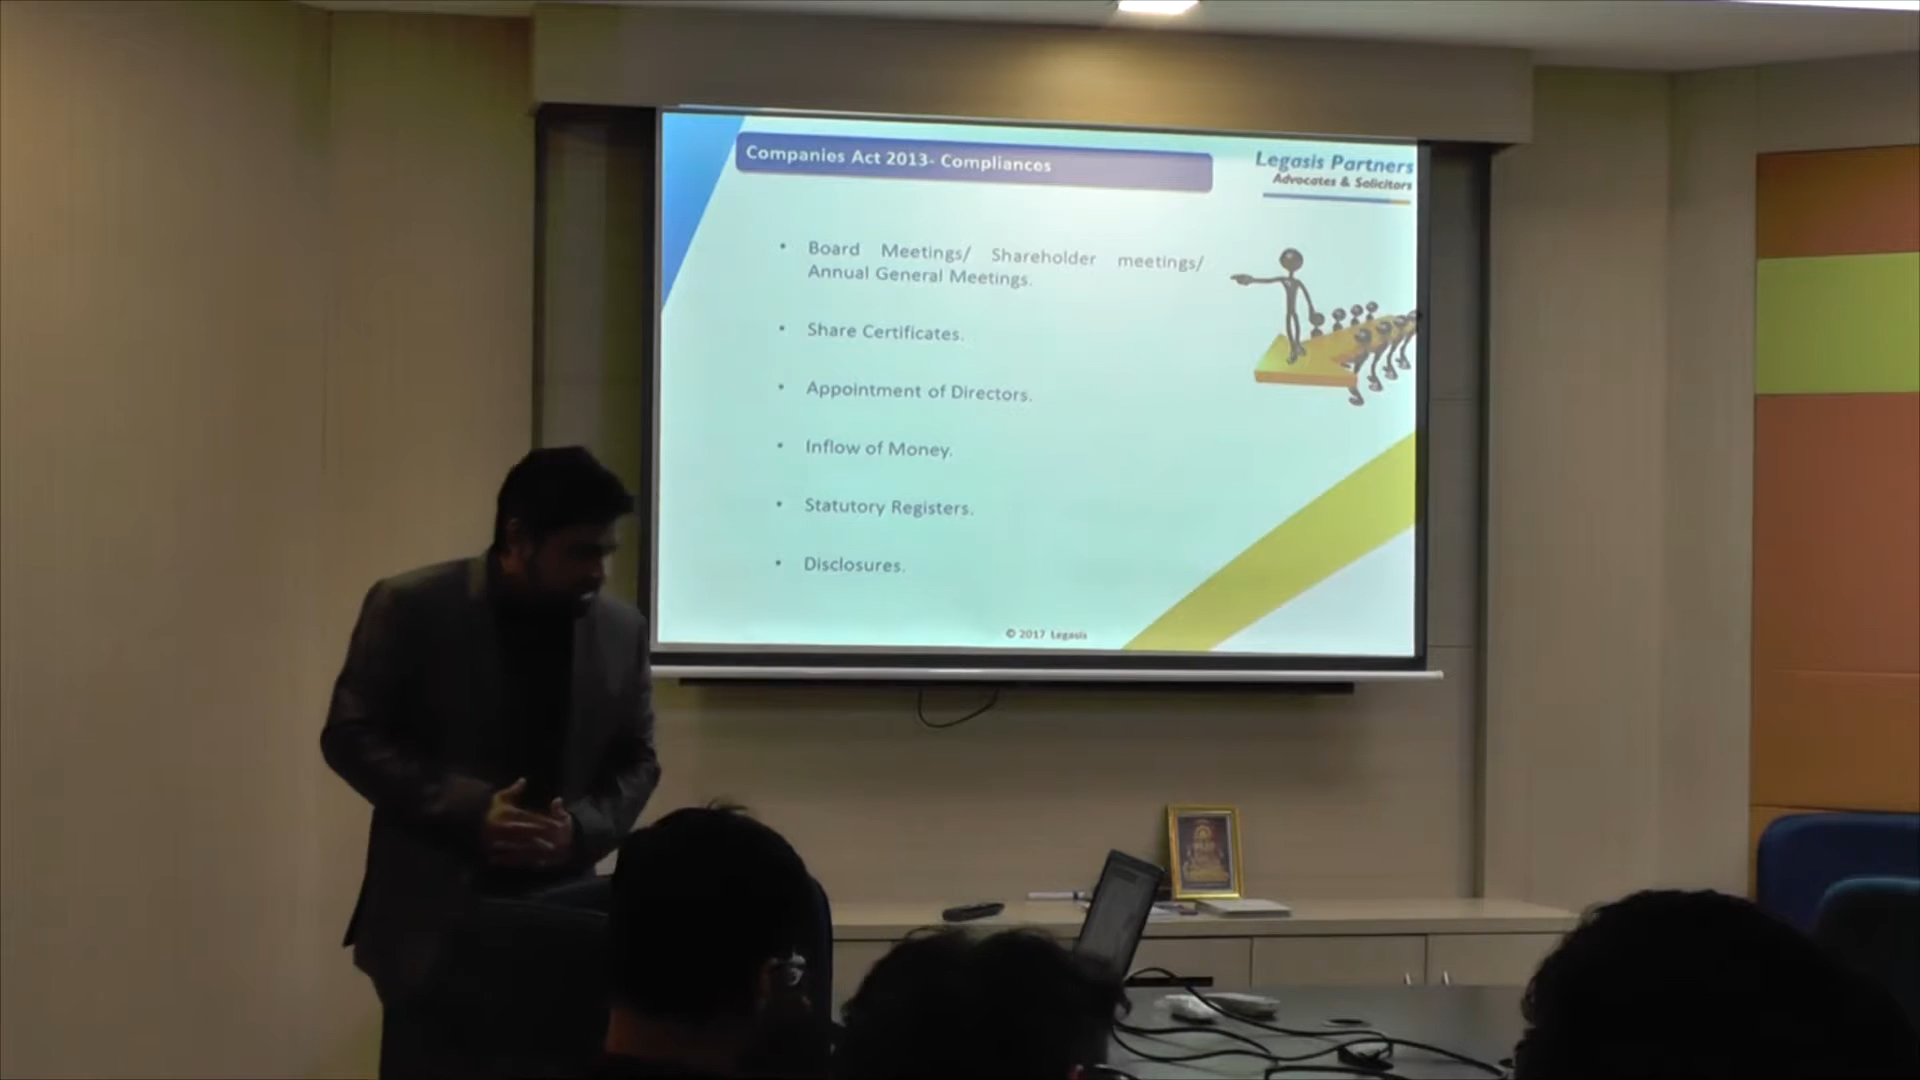 Companies Act 2013- Compliances
Legasis Partners
Advocates & Solicitors
• Board Meetings/ Shareholder meetings/
Annual General Meetings.
• Share Certificates.
• Appointment of Directors.
• Inflow of Money.
• Statutory Registers.
• Disclosures.
© 2017 Legasis